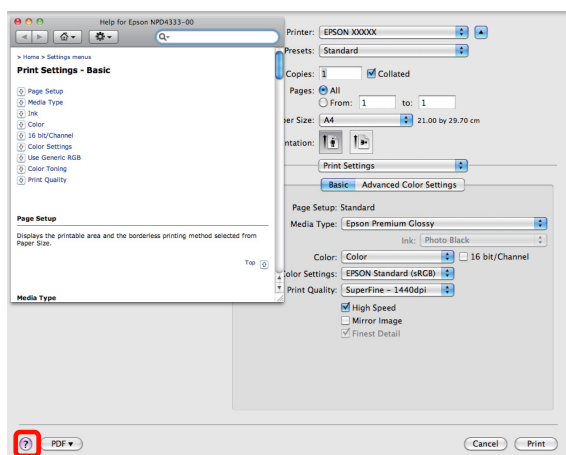 Help for Epson NPD4333-00
Q-
> Home > Settings menus
Print Settings - Basic
Page Setup
Media Type
Ink
Color
16 bit/Channel
Color Settings
Use Generic RGB
Color Toning
Print Quality
Page Setup
Displays the printable area and the borderless printing method selected from
Paper Size.
Top
Media Type
Printer: EPSON XXXXX
Presets: Standard
Copies: 1 Collated
Pages: All
From: 1 to: 1
per Size: A4 21.00 by 29.70 cm
ntation:
Print Settings
Basic Advanced Color Settings
Page Setup: Standard
Media Type: Epson Premium Glossy
Ink: Photo Black
Color: Color 16 bit/Channel
Color Settings: EPSON Standard (sRGB)
Print Quality: SuperFine - 1440dpi
High Speed
Mirror Image
Finest Detail
? PDF ▾ Cancel Print